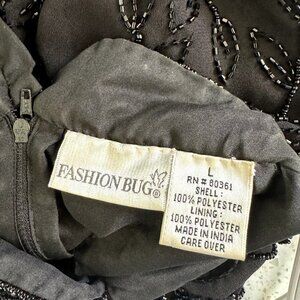 FASHION BUG®
L
RN # 80361
SHELL:
100% POLYESTER
LINING:
100% POLYESTER
MADE IN INDIA
CARE OVER